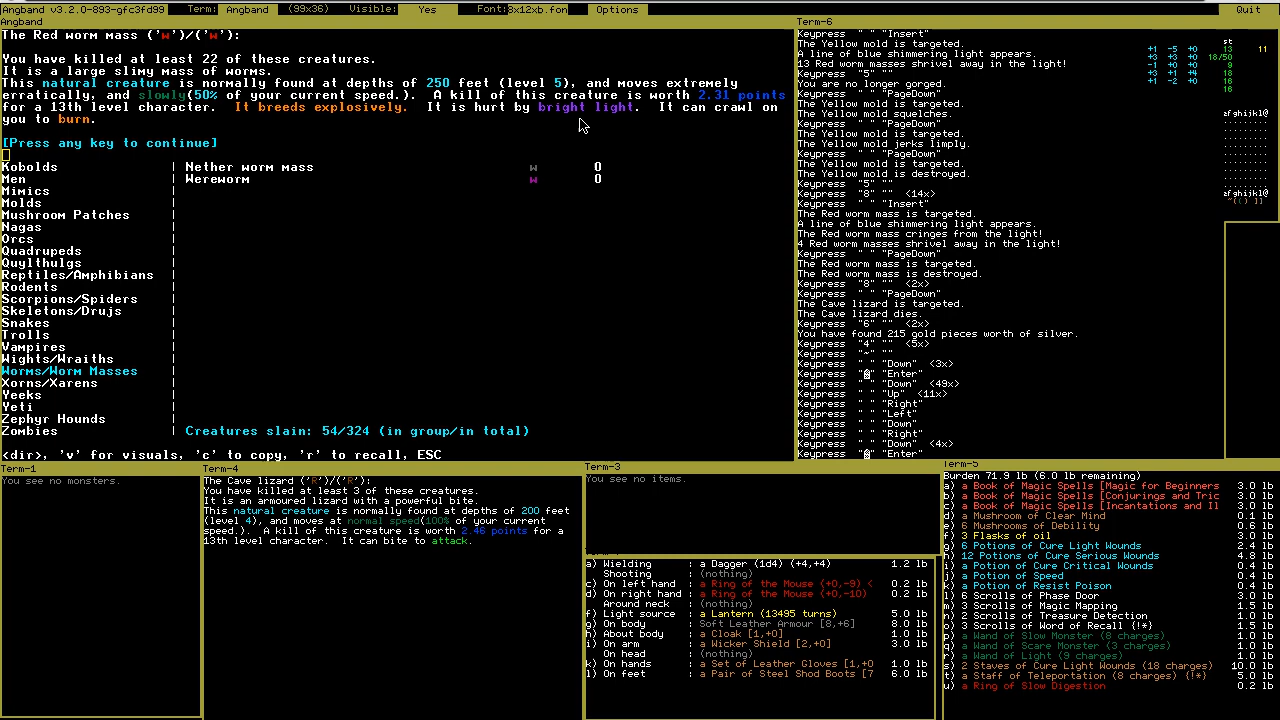 Angband v3.2.0-893-gfc3fd99 Term: Angband (99x36) Visible: Yes Font: 8x12xb.fon Options Quit
Angband
The Red worm mass ('w')/('w'):
You have killed at least 22 of these creatures.
It is a large slimy mass of worms.
This natural creature is normally found at depths of 250 feet (level 5), and moves extremely
erratically, and slowly(50% of your current speed.). A kill of this creature is worth 2.31 points
for a 13th level character. It breeds explosively. It is hurt by bright light. It can crawl on
you to burn.
[Press any key to continue]
Kobolds | Nether worm mass w 0
Men | Wereworm w 0
Mimics |
Molds |
Mushroom Patches |
Nagas |
Orcs |
Quadrupeds |
Quylthulgs |
Reptiles/Amphibians |
Rodents |
Scorpions/Spiders |
Skeletons/Drujs |
Snakes |
Trolls |
Vampires |
Wights/Wraiths |
Worms/Worm Masses |
Xorns/Xarens |
Yeeks |
Yeti |
Zephyr Hounds |
Zombies | Creatures slain: 54/324 (in group/in total)
<dir>, 'v' for visuals, 'c' to copy, 'r' to recall, ESC
Term-6
Keypress " " "Insert"
The Yellow mold is targeted.
A line of blue shimmering light appears.
13 Red worm masses shrivel away in the light!
Keypress "5" ""
You are no longer gorged.
Keypress " " "PageDown"
The Yellow mold is targeted.
The Yellow mold squelches.
Keypress " " "PageDown"
The Yellow mold is targeted.
The Yellow mold jerks limply.
Keypress " " "PageDown"
The Yellow mold is targeted.
The Yellow mold is destroyed.
Keypress "5" ""
Keypress "8" "" <14x>
Keypress " " "Insert"
The Red worm mass is targeted.
A line of blue shimmering light appears.
The Red worm mass cringes from the light!
4 Red worm masses shrivel away in the light!
Keypress " " "PageDown"
The Red worm mass is targeted.
The Red worm mass is destroyed.
Keypress "8" "" <2x>
Keypress " " "PageDown"
The Cave lizard is targeted.
The Cave lizard dies.
Keypress "6" "" <2x>
You have found 215 gold pieces worth of silver.
Keypress "4" "" <5x>
Keypress "~" ""
Keypress " " "Down" <3x>
Keypress "Enter"
Keypress " " "Down" <49x>
Keypress " " "Up" <11x>
Keypress " " "Right"
Keypress " " "Left"
Keypress " " "Down"
Keypress " " "Right"
Keypress " " "Down" <4x>
Keypress "Enter"
st
+1 -5 +0 13 11
+3 +3 +0 18/50
-1 +0 +0 9
+3 +1 +4 18
+1 -2 +0 16
16
efghijkl@
efghijkl@
Term-1
You see no monsters.
Term-4
The Cave lizard ('R')/('R'):
You have killed at least 3 of these creatures.
It is an armoured lizard with a powerful bite.
This natural creature is normally found at depths of 200 feet
(level 4), and moves at normal speed(100% of your current
speed.). A kill of this creature is worth 2.46 points for a
13th level character. It can bite to attack.
Term-3
You see no items.
a) Wielding : a Dagger (1d4) (+4,+4) 1.2 lb
Shooting : (nothing)
c) On left hand : a Ring of the Mouse (+0,-9) < 0.2 lb
d) On right hand : a Ring of the Mouse (+0,-10) 0.2 lb
Around neck : (nothing)
f) Light source : a Lantern (13495 turns) 5.0 lb
g) On body : Soft Leather Armour [8,+6] 8.0 lb
h) About body : a Cloak [1,+0] 1.0 lb
i) On arm : a Wicker Shield [2,+0] 3.0 lb
On head : (nothing)
k) On hands : a Set of Leather Gloves [1,+0 1.0 lb
l) On feet : a Pair of Steel Shod Boots [7 6.0 lb
Term-5
Burden 71.9 lb (6.0 lb remaining)
a) a Book of Magic Spells [Magic for Beginners 3.0 lb
b) a Book of Magic Spells [Conjurings and Tric 3.0 lb
c) a Book of Magic Spells [Incantations and Il 3.0 lb
d) a Mushroom of Clear Mind 0.1 lb
e) 6 Mushrooms of Debility 0.6 lb
f) 3 Flasks of oil 3.0 lb
g) 6 Potions of Cure Light Wounds 2.4 lb
h) 12 Potions of Cure Serious Wounds 4.8 lb
i) a Potion of Cure Critical Wounds 0.4 lb
j) a Potion of Speed 0.4 lb
k) a Potion of Resist Poison 0.4 lb
l) 6 Scrolls of Phase Door 3.0 lb
m) 3 Scrolls of Magic Mapping 1.5 lb
n) 2 Scrolls of Treasure Detection 1.0 lb
o) 3 Scrolls of Word of Recall {!*} 1.5 lb
p) a Wand of Slow Monster (8 charges) 1.0 lb
q) a Wand of Scare Monster (3 charges) 1.0 lb
r) a Wand of Light (9 charges) 1.0 lb
s) 2 Staves of Cure Light Wounds (18 charges) 10.0 lb
t) a Staff of Teleportation (8 charges) {!*} 5.0 lb
u) a Ring of Slow Digestion 0.2 lb